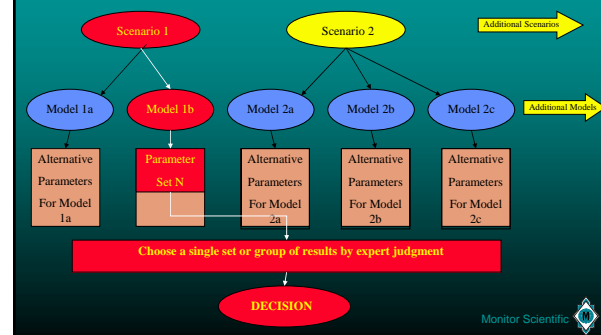 Scenario 1
Scenario 2
Additional Scenarios
Model 1a
Model 1b
Model 2a
Model 2b
Model 2c
Additional Models
Alternative
Parameters
For Model
1a
Parameter
Set N
Alternative
Parameters
For Model
2a
Alternative
Parameters
For Model
2b
Alternative
Parameters
For Model
2c
Choose a single set or group of results by expert judgment
DECISION
Monitor Scientific
M